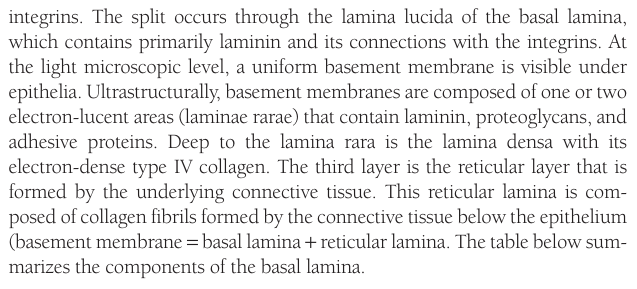 integrins. The split occurs through the lamina lucida of the basal lamina,
which contains primarily laminin and its connections with the integrins. At
the light microscopic level, a uniform basement membrane is visible under
epithelia. Ultrastructurally, basement membranes are composed of one or two
electron-lucent areas (laminae rarae) that contain laminin, proteoglycans, and
adhesive proteins. Deep to the lamina rara is the lamina densa with its
electron-dense type IV collagen. The third layer is the reticular layer that is
formed by the underlying connective tissue. This reticular lamina is com-
posed of collagen fibrils formed by the connective tissue below the epithelium
(basement membrane = basal lamina + reticular lamina. The table below sum-
marizes the components of the basal lamina.